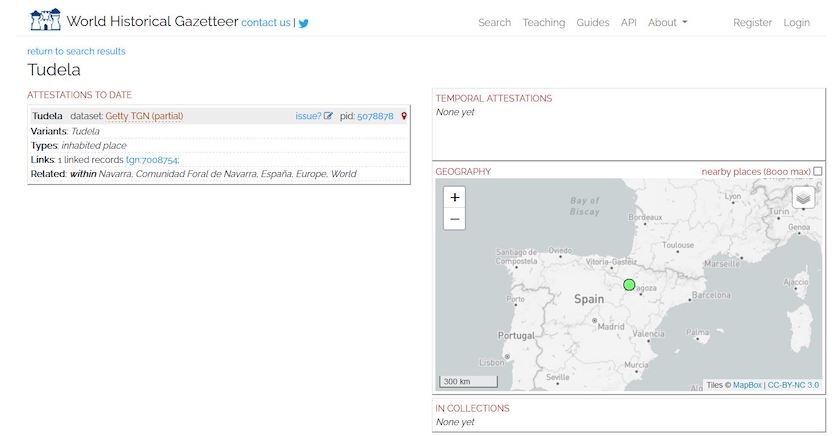 World Historical Gazetteer contact us |
Search Teaching Guides API About Register Login
return to search results
Tudela
ATTESTATIONS TO DATE
Tudela dataset: Getty TGN (partial) issue? pid: 5078878
Variants: Tudela
Types: inhabited place
Links: 1 linked records tgn:7008754;
Related: within Navarra, Comunidad Foral de Navarra, España, Europe, World
TEMPORAL ATTESTATIONS
None yet
GEOGRAPHY nearby places (8000 max)
+
−
Bay of
Biscay
Lyon
Turin
Bordeaux
Genoa
Toulouse
Santiago de
Compostela
Oviedo
Vitoria-Gasteiz
Marseille
Ajaccio
Porto
Spain
agoza
Barcelona
Madrid
Portugal
Valencia
Palma
Lisbon
Murcia
Seville
300 km
Tiles © MapBox | CC-BY-NC 3.0
IN COLLECTIONS
None yet